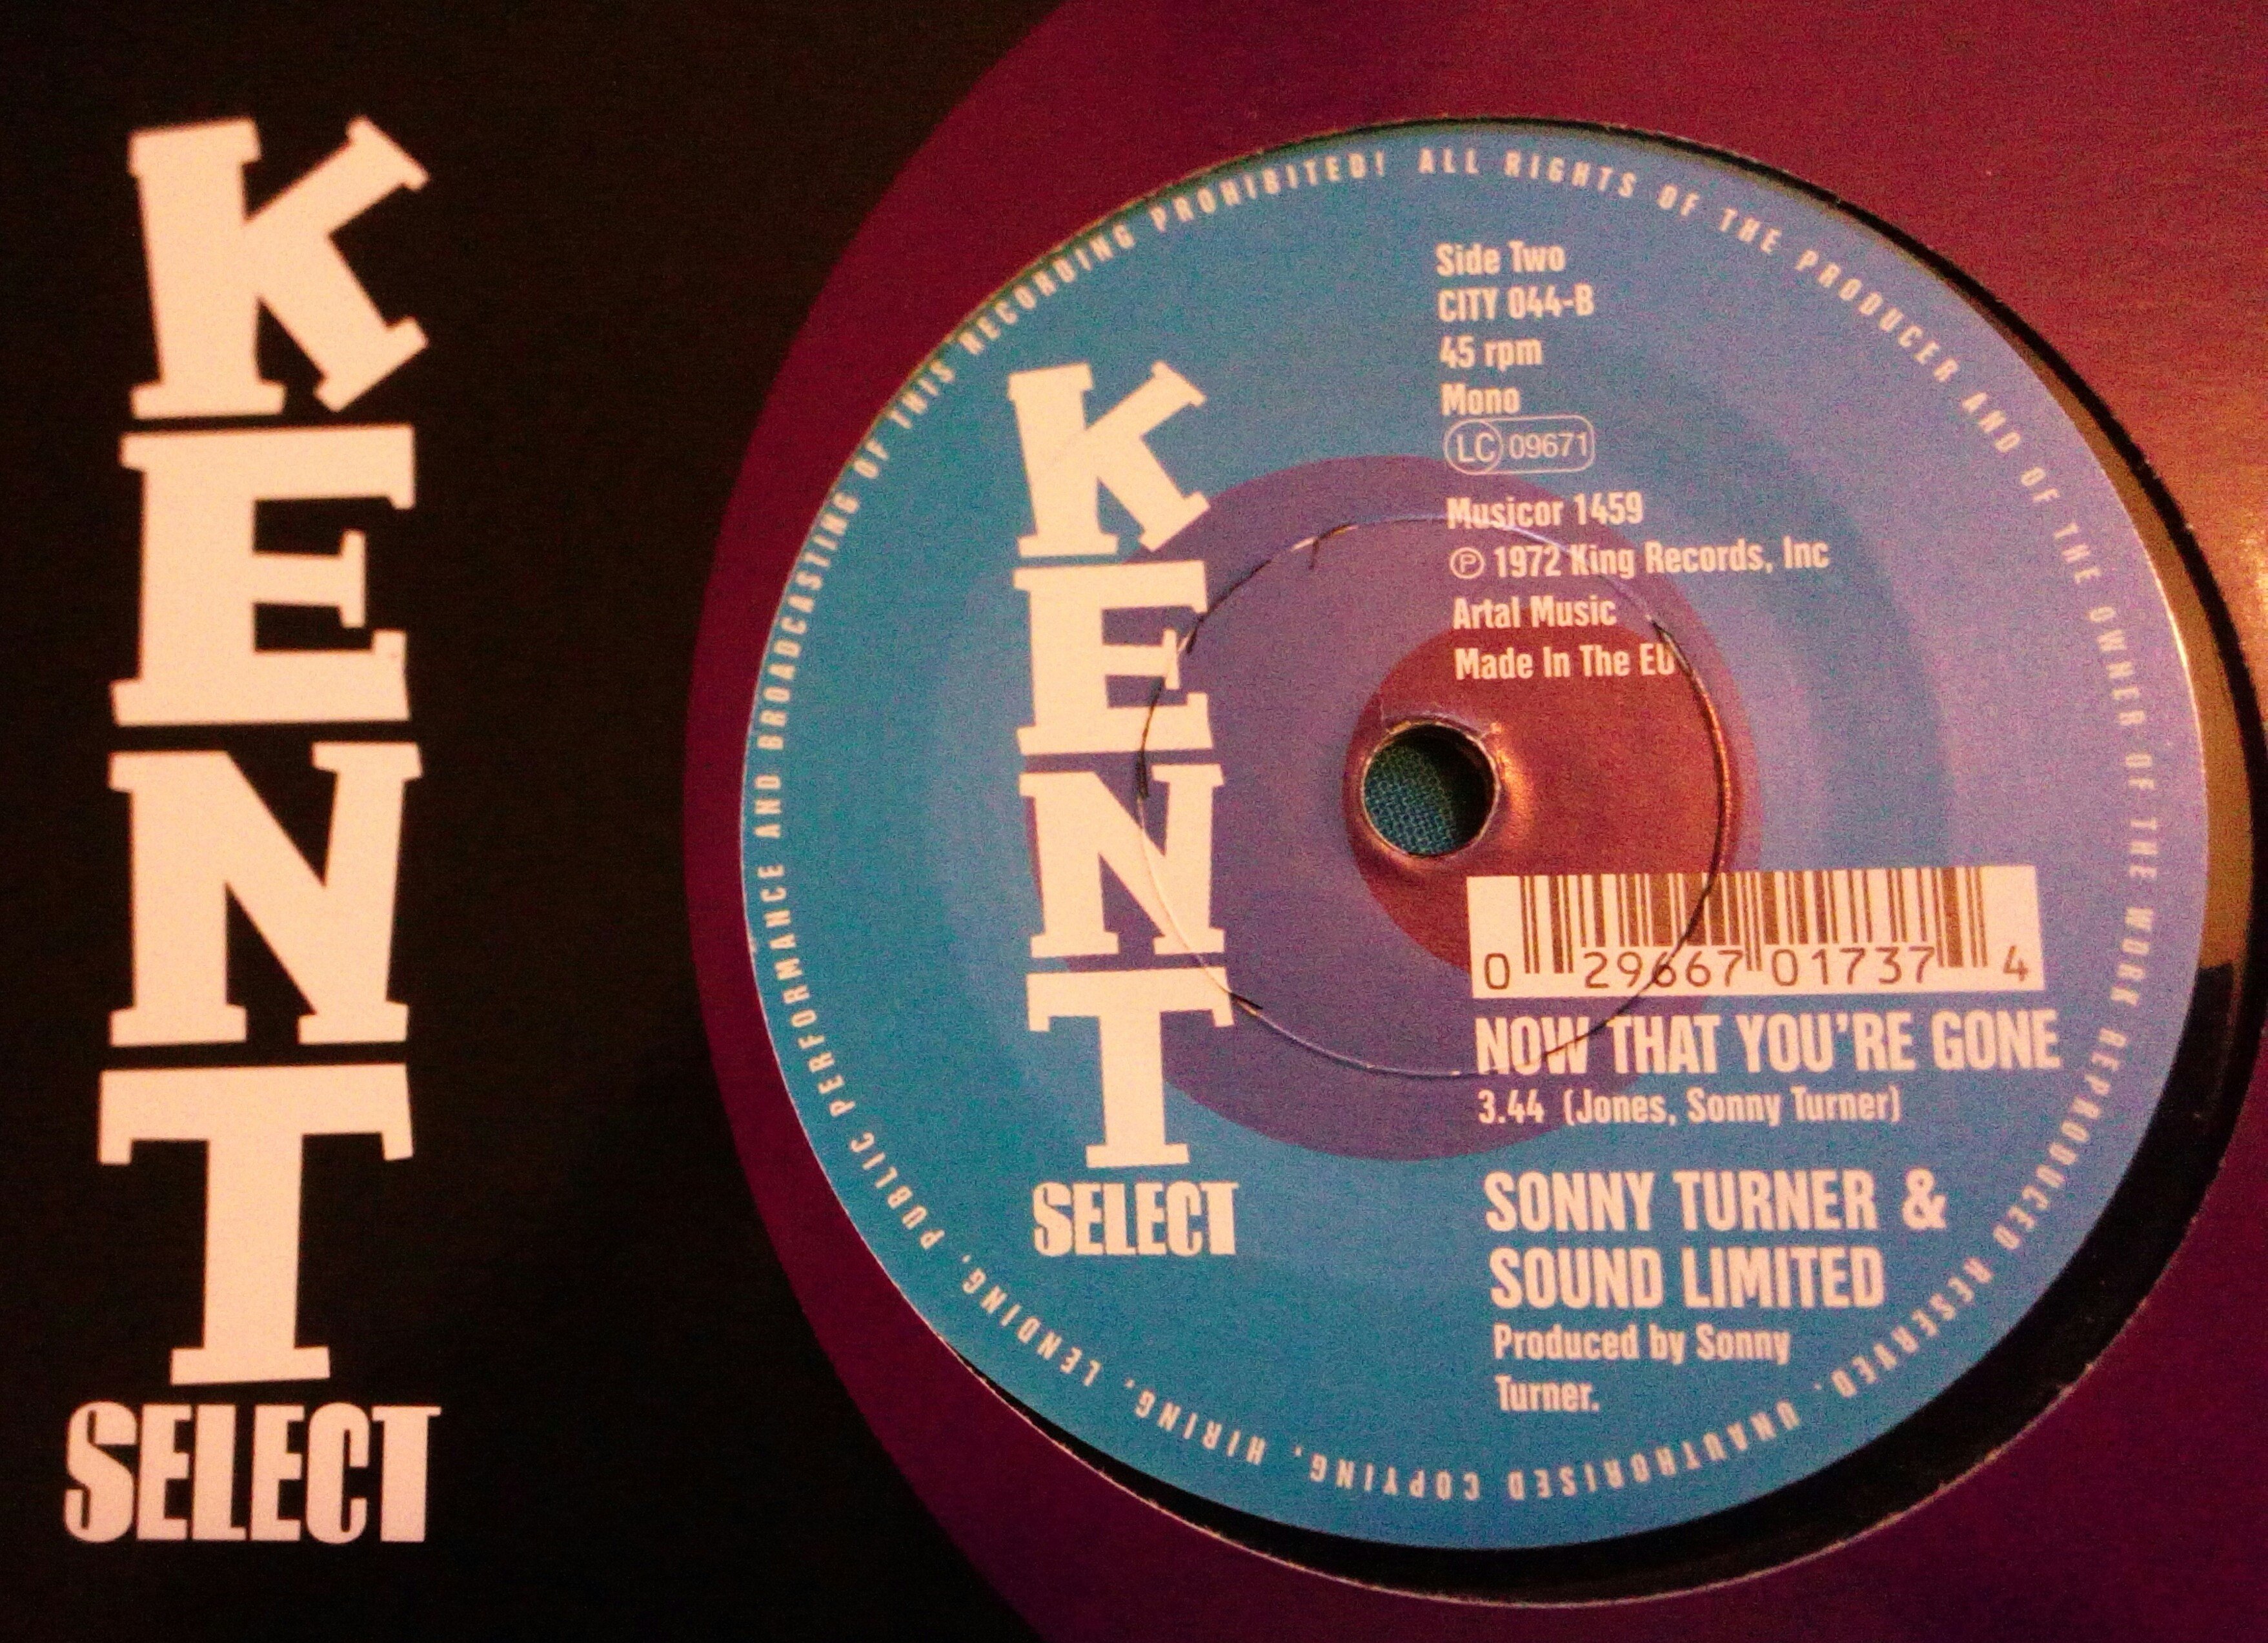 KENT
SELECT
ALL RIGHTS OF THE PRODUCER AND OF THE OWNER OF THE WORK REPRODUCED RESERVED. UNAUTHORISED COPYING, HIRING, LENDING, PUBLIC PERFORMANCE AND BROADCASTING OF THIS RECORDING PROHIBITED!
KENT
SELECT
Side Two
CITY 044-B
45 rpm
Mono
LC 09671
Musicor 1459
℗ 1972 King Records, Inc
Artal Music
Made In The EU
0 29667 01737 4
NOW THAT YOU'RE GONE
3.44 (Jones, Sonny Turner)
SONNY TURNER &
SOUND LIMITED
Produced by Sonny
Turner.